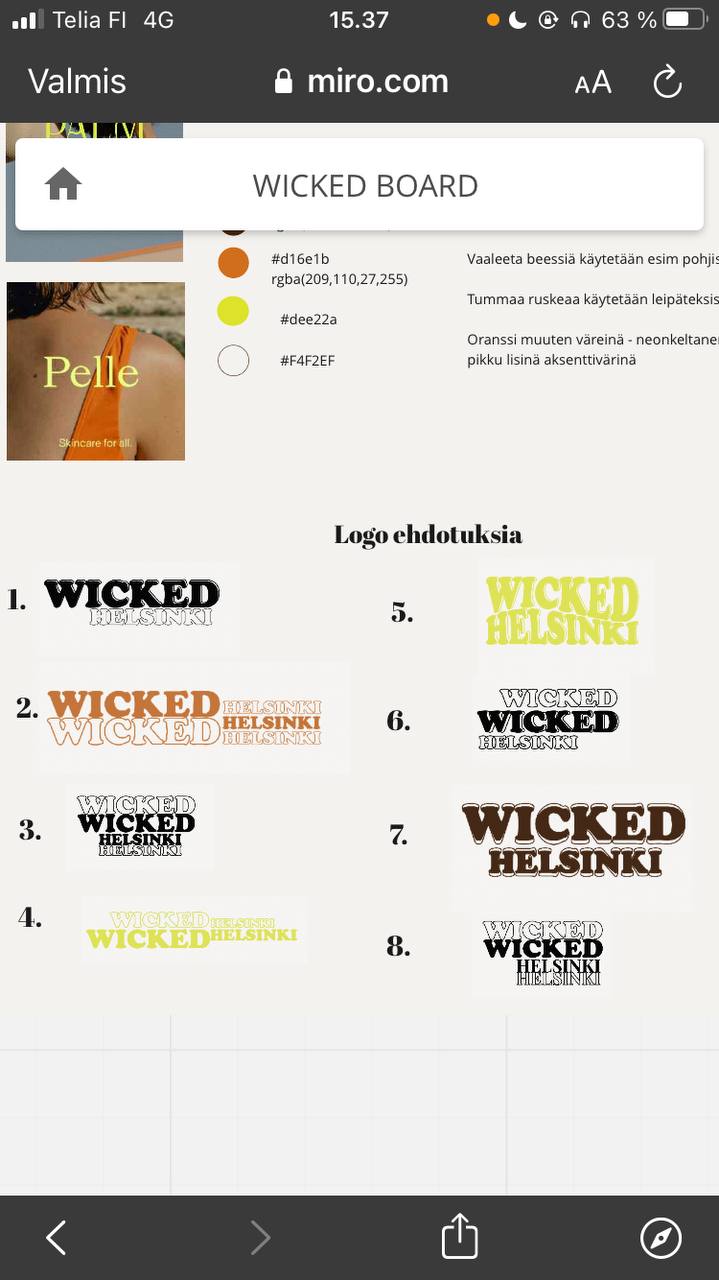 Telia FI 4G 15.37 63 %
Valmis miro.com AA
PALM
WICKED BOARD
#d16e1b
rgba(209,110,27,255)
#dee22a
#F4F2EF
Vaaleeta beessiä käytetään esim
Tummaa ruskeaa käytetään
Oranssi muuten väreinä -
pikku lisinä aksenttivärinä
Pelle
Skincare for all.
Logo ehdotuksia
1.
WICKED
HELSINKI
2.
WICKED HELSINKI
WICKED HELSINKI
HELSINKI
3.
WICKED
WICKED
HELSINKI
HELSINKI
4.
WICKED HELSINKI
WICKED HELSINKI
5.
WICKED
HELSINKI
6.
WICKED
WICKED
HELSINKI
7.
WICKED
HELSINKI
8.
WICKED
WICKED
HELSINKI
HELSINKI